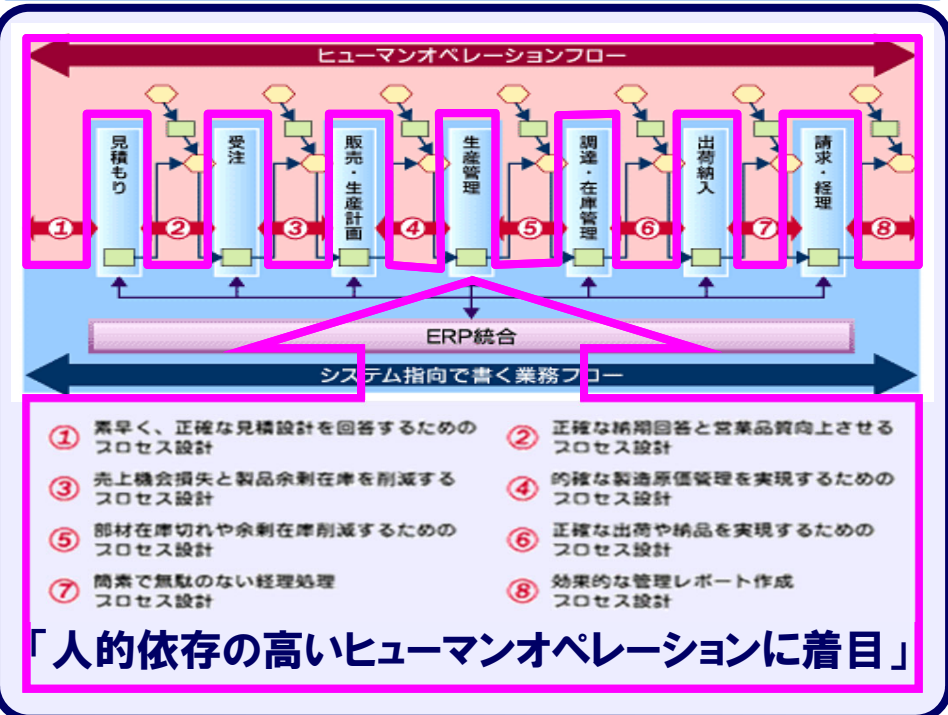 ヒューマンオペレーションフロー
見積もり
受注
販売・生産計画
生産管理
調達・在庫管理
出荷納入
請求・経理
①
②
③
④
⑤
⑥
⑦
⑧
ERP統合
システム指向で書く業務フロー
① 素早く、正確な見積設計を回答するための
プロセス設計
② 正確な納期回答と営業品質向上させる
プロセス設計
③ 売上機会損失と製品余剰在庫を削減する
プロセス設計
④ 的確な製造原価管理を実現するための
プロセス設計
⑤ 部材在庫切れや余剰在庫削減するための
プロセス設計
⑥ 正確な出荷や納品を実現するための
プロセス設計
⑦ 簡素で無駄のない経理処理
プロセス設計
⑧ 効果的な管理レポート作成
プロセス設計
「人的依存の高いヒューマンオペレーションに着目」